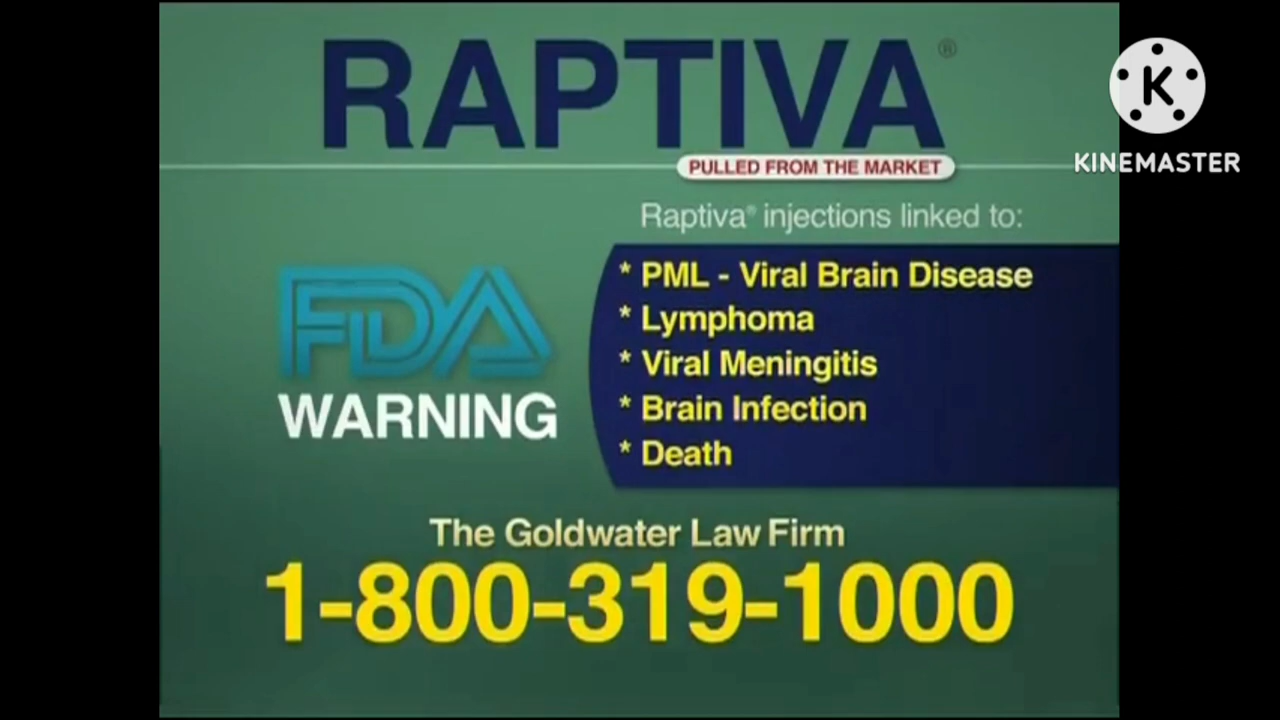 RAPTIVA®
PULLED FROM THE MARKET
Raptiva® injections linked to:
* PML - Viral Brain Disease
* Lymphoma
* Viral Meningitis
* Brain Infection
* Death
FDA
WARNING
The Goldwater Law Firm
1-800-319-1000
K
KINEMASTER